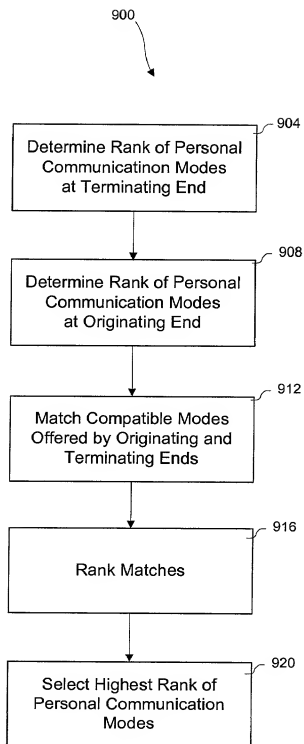 900
904
Determine Rank of Personal
Communicatinon Modes
at Terminating End
908
Determine Rank of Personal
Communication Modes
at Originating End
912
Match Compatible Modes
Offered by Originating and
Terminating Ends
916
Rank Matches
920
Select Highest Rank of
Personal Communication
Modes